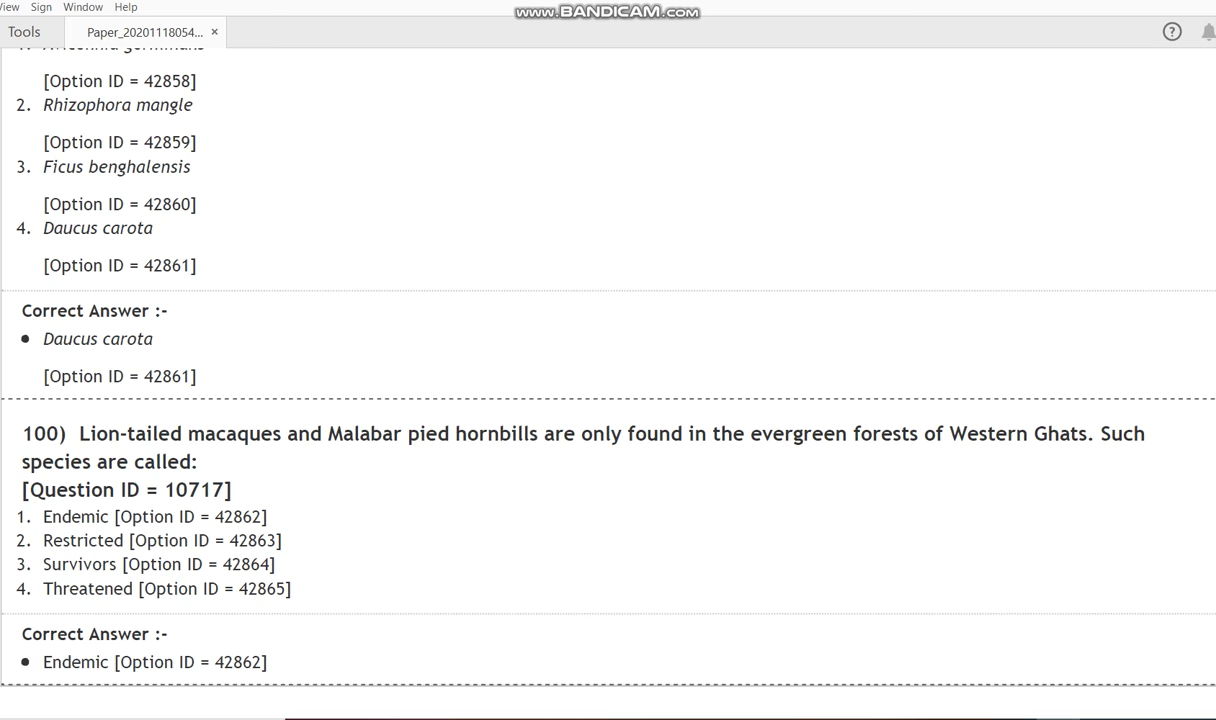 View Sign Window Help
www.BANDICAM.com
Tools Paper_20201118054... ×
[Option ID = 42858]
2. Rhizophora mangle
[Option ID = 42859]
3. Ficus benghalensis
[Option ID = 42860]
4. Daucus carota
[Option ID = 42861]
Correct Answer :-
• Daucus carota
[Option ID = 42861]
100) Lion-tailed macaques and Malabar pied hornbills are only found in the evergreen forests of Western Ghats. Such
species are called:
[Question ID = 10717]
1. Endemic [Option ID = 42862]
2. Restricted [Option ID = 42863]
3. Survivors [Option ID = 42864]
4. Threatened [Option ID = 42865]
Correct Answer :-
• Endemic [Option ID = 42862]